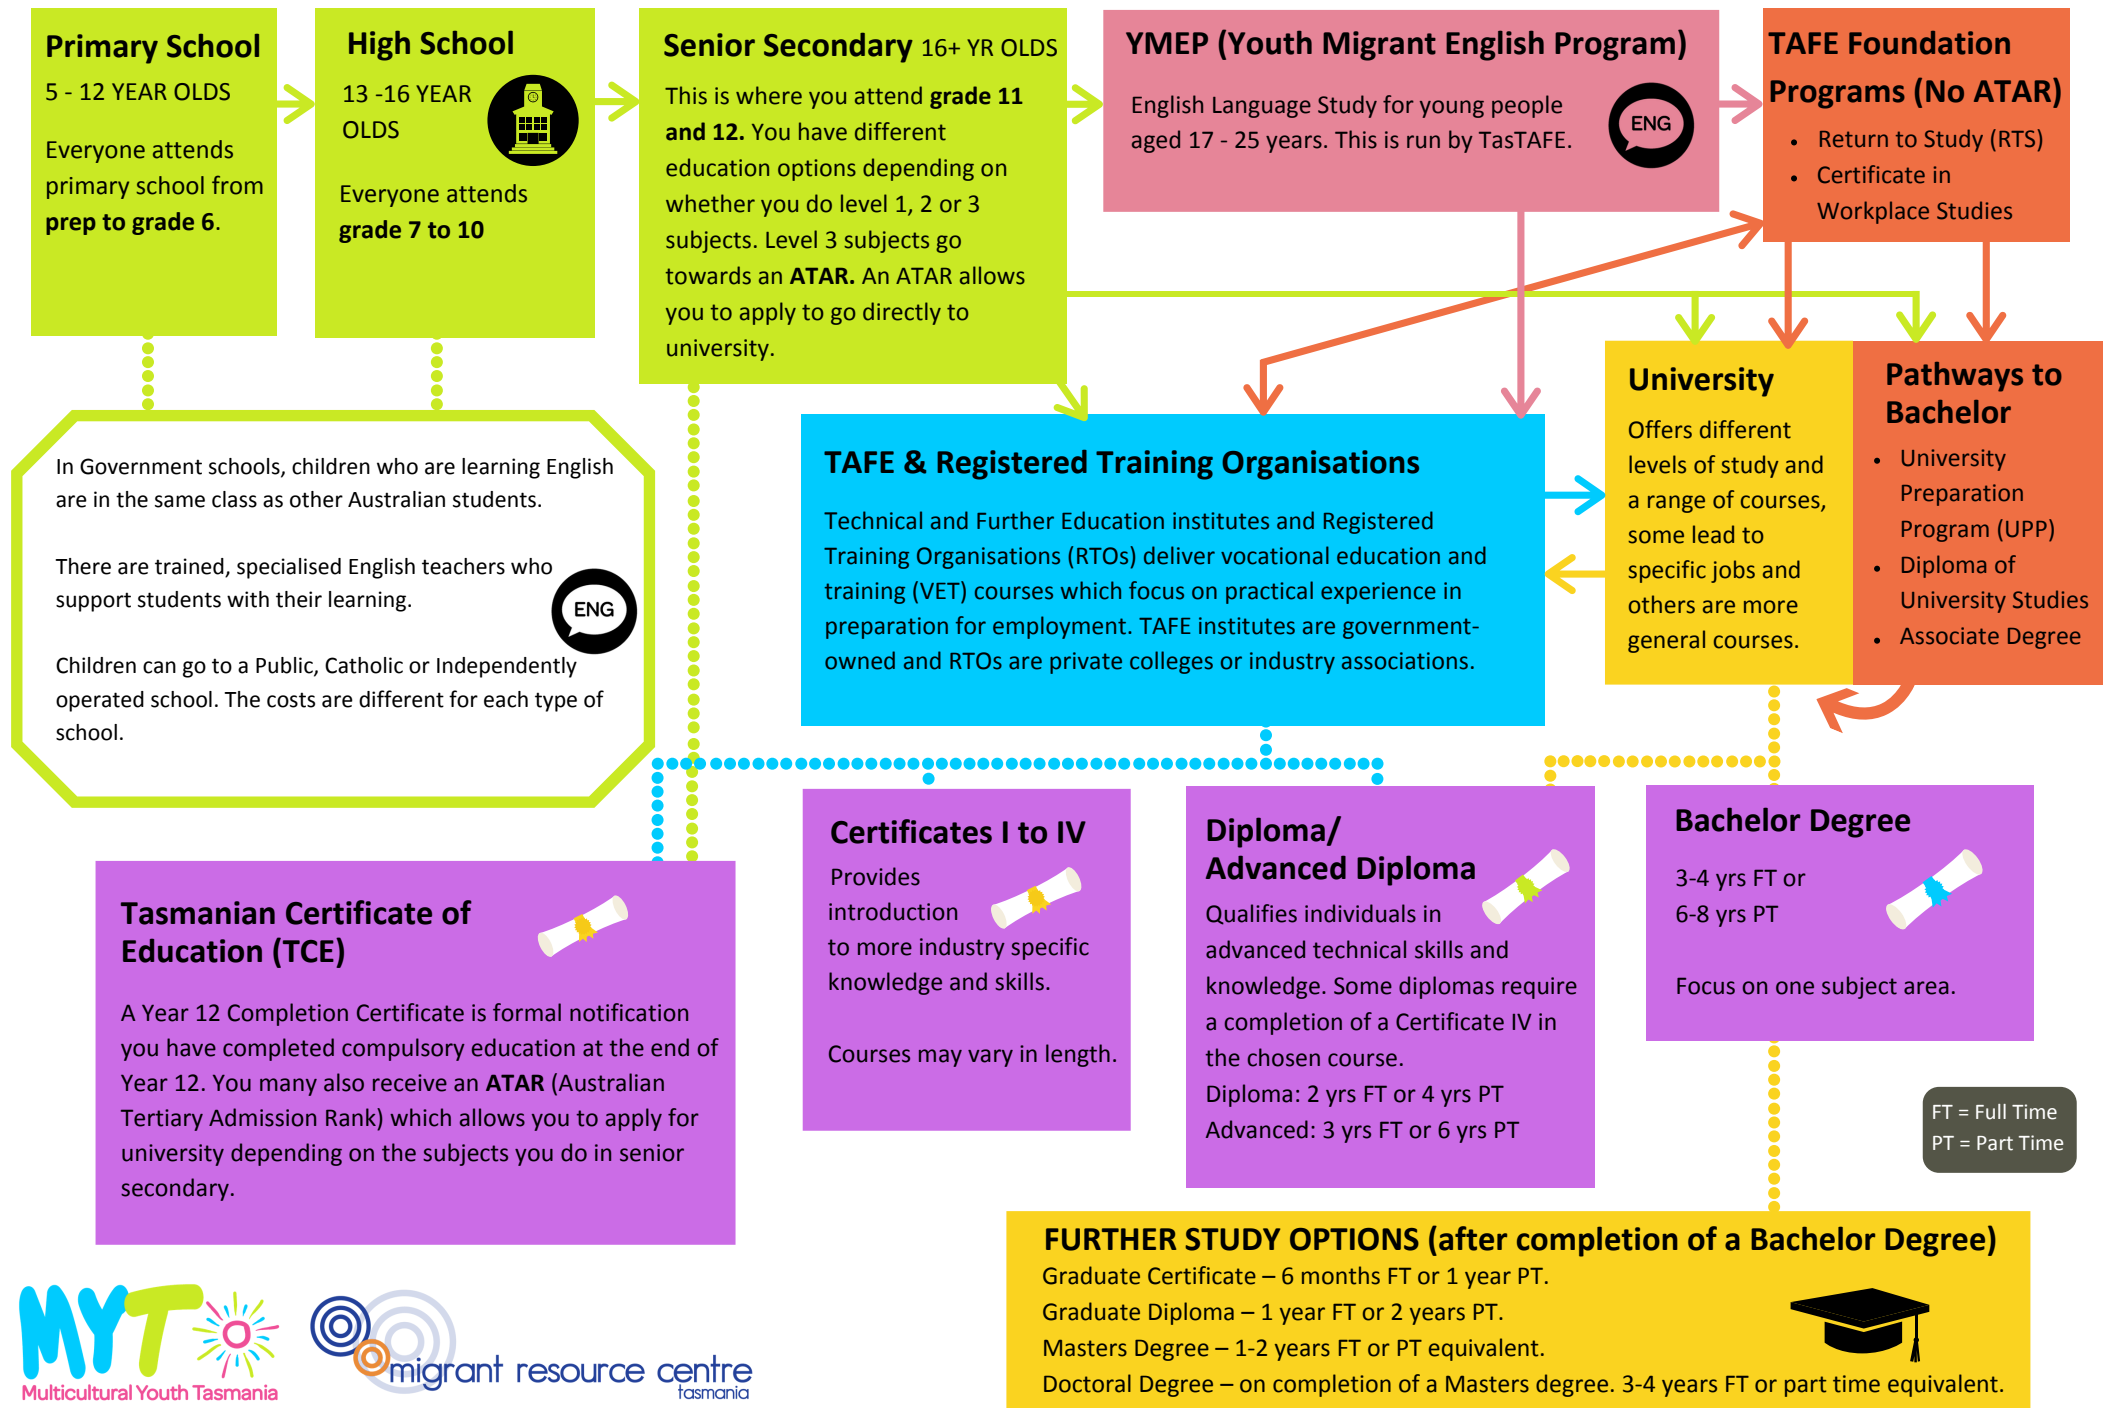 Primary School
5 - 12 YEAR OLDS
Everyone attends
primary school from
prep to grade 6.
High School
13 -16 YEAR
OLDS
Everyone attends
grade 7 to 10
Senior Secondary 16+ YR OLDS
This is where you attend grade 11
and 12. You have different
education options depending on
whether you do level 1, 2 or 3
subjects. Level 3 subjects go
towards an ATAR. An ATAR allows
you to apply to go directly to
university.
YMEP (Youth Migrant English Program)
English Language Study for young people
aged 17 - 25 years. This is run by TasTAFE.
ENG
TAFE Foundation
Programs (No ATAR)
• Return to Study (RTS)
• Certificate in
Workplace Studies
In Government schools, children who are learning English
are in the same class as other Australian students.
There are trained, specialised English teachers who
support students with their learning.
ENG
Children can go to a Public, Catholic or Independently
operated school. The costs are different for each type of
school.
TAFE & Registered Training Organisations
Technical and Further Education institutes and Registered
Training Organisations (RTOs) deliver vocational education and
training (VET) courses which focus on practical experience in
preparation for employment. TAFE institutes are government-
owned and RTOs are private colleges or industry associations.
University
Offers different
levels of study and
a range of courses,
some lead to
specific jobs and
others are more
general courses.
Pathways to
Bachelor
• University
Preparation
Program (UPP)
• Diploma of
University Studies
• Associate Degree
Tasmanian Certificate of
Education (TCE)
A Year 12 Completion Certificate is formal notification
you have completed compulsory education at the end of
Year 12. You many also receive an ATAR (Australian
Tertiary Admission Rank) which allows you to apply for
university depending on the subjects you do in senior
secondary.
Certificates I to IV
Provides
introduction
to more industry specific
knowledge and skills.
Courses may vary in length.
Diploma/
Advanced Diploma
Qualifies individuals in
advanced technical skills and
knowledge. Some diplomas require
a completion of a Certificate IV in
the chosen course.
Diploma: 2 yrs FT or 4 yrs PT
Advanced: 3 yrs FT or 6 yrs PT
Bachelor Degree
3-4 yrs FT or
6-8 yrs PT
Focus on one subject area.
FT = Full Time
PT = Part Time
FURTHER STUDY OPTIONS (after completion of a Bachelor Degree)
Graduate Certificate – 6 months FT or 1 year PT.
Graduate Diploma – 1 year FT or 2 years PT.
Masters Degree – 1-2 years FT or PT equivalent.
Doctoral Degree – on completion of a Masters degree. 3-4 years FT or part time equivalent.
MYT
Multicultural Youth Tasmania
migrant resource centre
tasmania